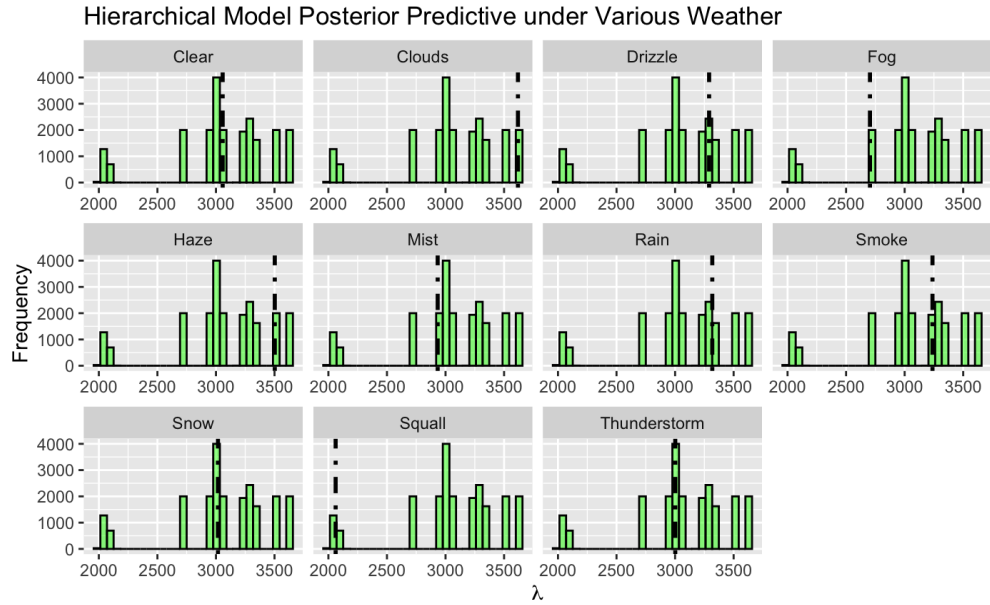 Hierarchical Model Posterior Predictive under Various Weather
Clear Clouds Drizzle Fog
4000
3000
2000
1000
0
2000 2500 3000 3500 2000 2500 3000 3500 2000 2500 3000 3500 2000 2500 3000 3500
Haze Mist Rain Smoke
4000
3000
2000
1000
0
2000 2500 3000 3500 2000 2500 3000 3500 2000 2500 3000 3500 2000 2500 3000 3500
Snow Squall Thunderstorm
4000
3000
2000
1000
0
2000 2500 3000 3500 2000 2500 3000 3500 2000 2500 3000 3500
Frequency
λ